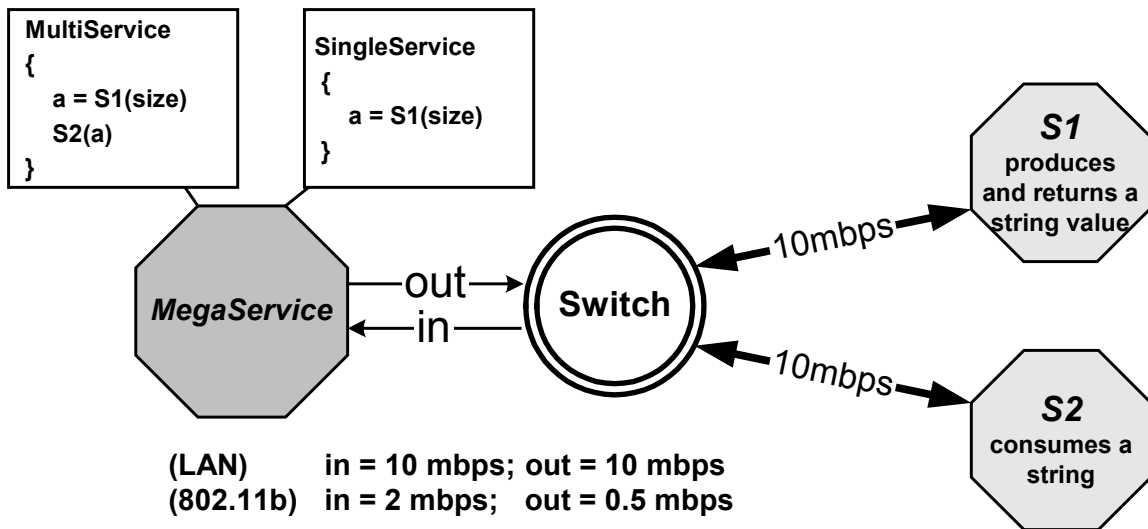 MultiService
{
a = S1(size)
S2(a)
}
SingleService
{
a = S1(size)
}
MegaService
out
in
Switch
10mbps
10mbps
S1
produces
and returns a
string value
S2
consumes a
string
(LAN) in = 10 mbps; out = 10 mbps
(802.11b) in = 2 mbps; out = 0.5 mbps